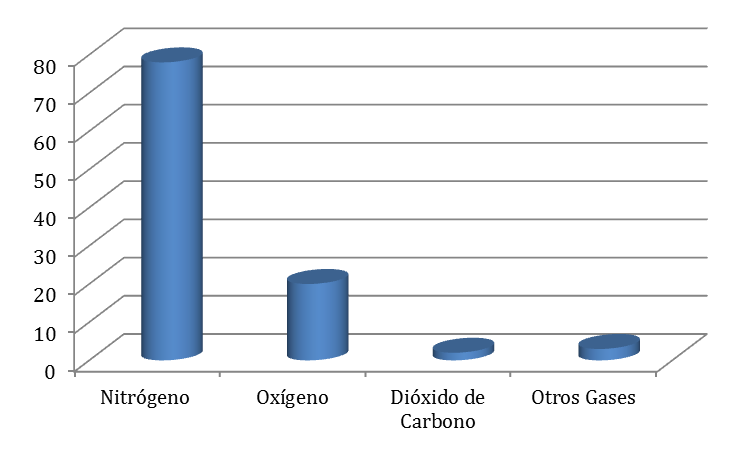 80
70
60
50
40
30
20
10
0
Nitrógeno
Oxígeno
Dióxido de
Carbono
Otros Gases